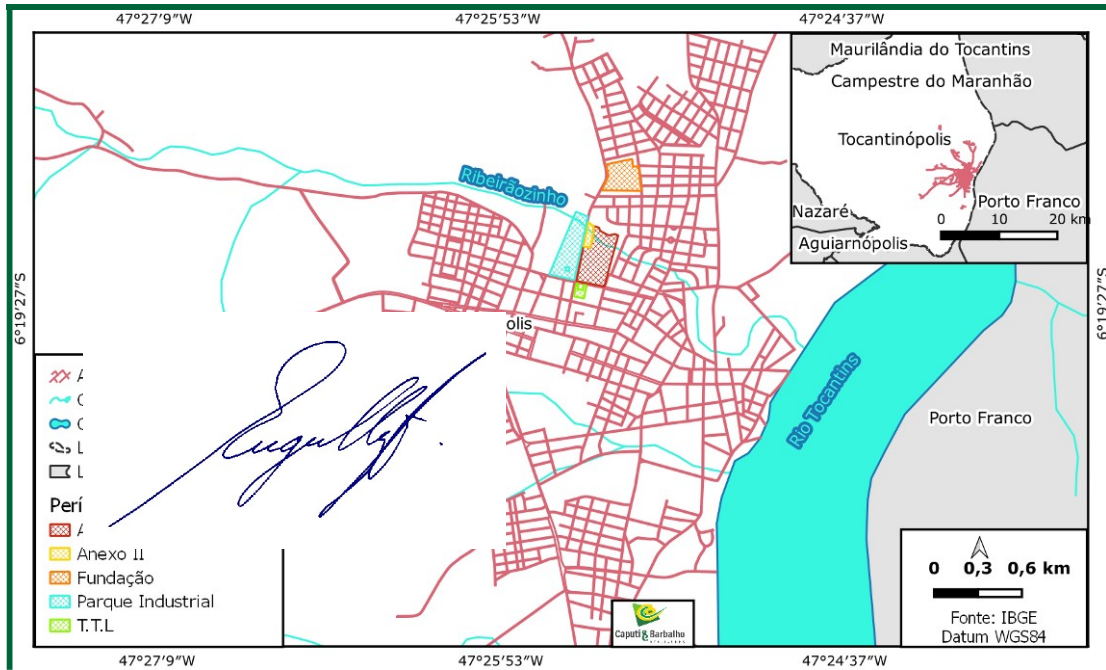 47°27'9"W
47°25'53"W
47°24'37"W
Maurilândia do Tocantins
Campestre do Maranhão
Tocantinópolis
Porto Franco
Nazaré
Aguiarnópolis
0 10 20 km
Ribeirãozinho
6°19'27"S
6°19'27"S
olis
Rio Tocantins
Porto Franco
A
C
C
L
L
Perí
A
Anexo II
Fundação
Parque Industrial
T.T.L
Caputi & Barbalho
0 0,3 0,6 km
Fonte: IBGE
Datum WGS84
47°27'9"W
47°25'53"W
47°24'37"W